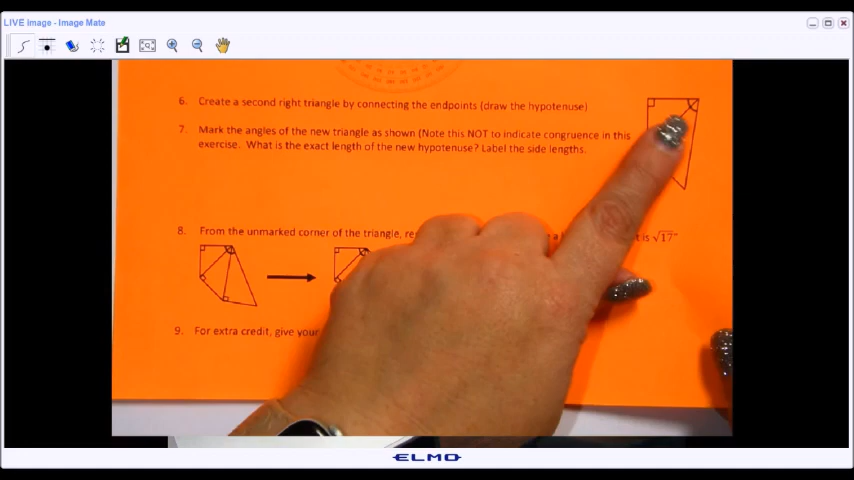 LIVE Image - Image Mate
6. Create a second right triangle by connecting the endpoints (draw the hypotenuse)
7. Mark the angles of the new triangle as shown (Note this NOT to indicate congruence in this
exercise. What is the exact length of the new hypotenuse? Label the side lengths.
8. From the unmarked corner of the triangle, is √17"
9. For extra credit, give your
ELMO